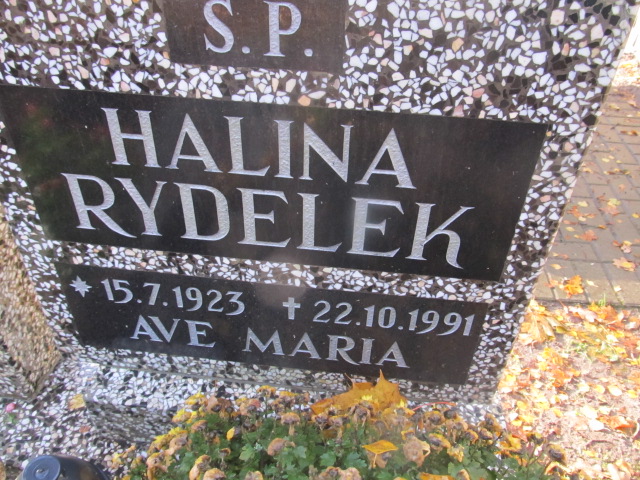 S.P.
HALINA
RYDELEK
* 15.7.1923 † 22.10.1991
AVE MARIA